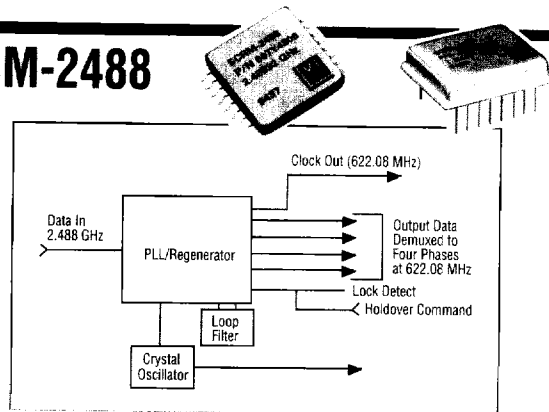 M-2488
Clock Out (622.08 MHz)
Data In
2.488 GHz
PLL/Regenerator
Output Data
Demuxed to
Four Phases
at 622.08 MHz
Lock Detect
Holdover Command
Loop
Filter
Crystal
Oscillator